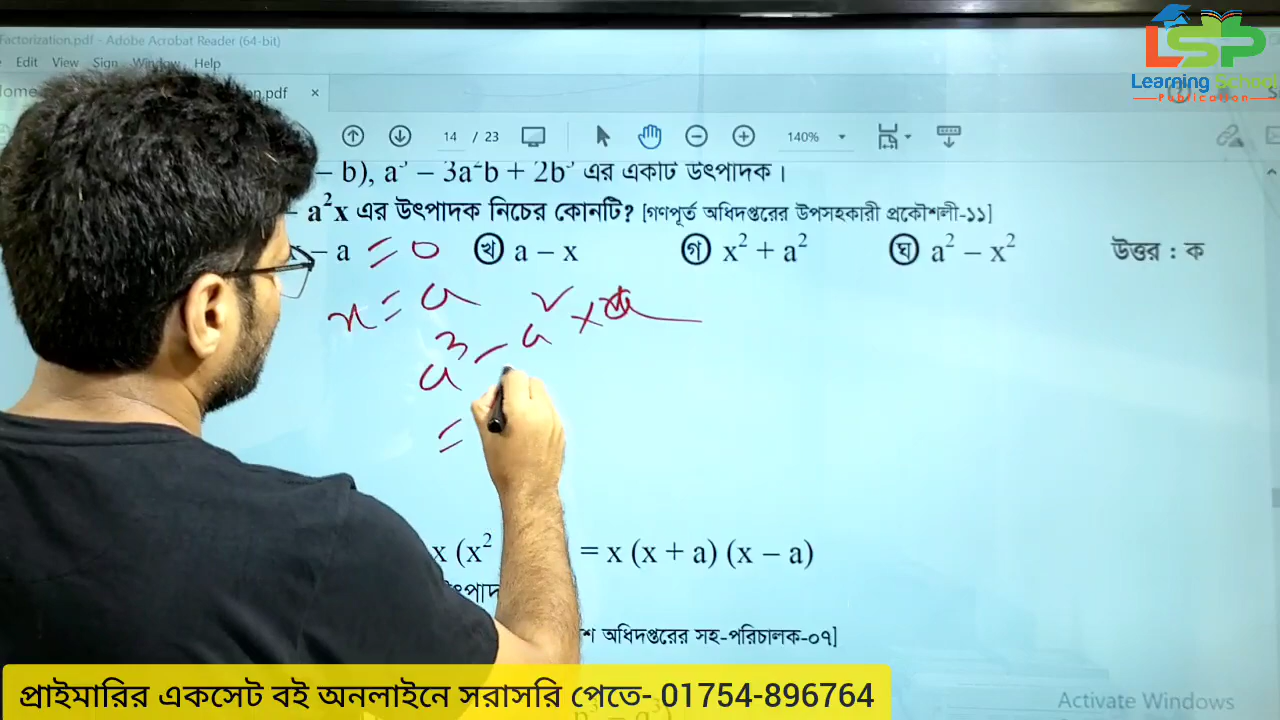 Factorization.pdf - Adobe Acrobat Reader (64-bit)
Edit View Sign Window Help
LSP
Learning School
Publication
.pdf ×
14 / 23 140%
– b), a³ – 3a²b + 2b³ এর একটি উৎপাদক।
a²x এর উৎপাদক নিচের কোনটি? [গণপূর্ত অধিদপ্তরের উপসহকারী প্রকৌশলী-১১]
x – a = 0 খ a – x গ x² + a² ঘ a² – x² উত্তর : ক
x = a
a³ – a² × a
=
x (x² = x (x + a) (x – a)
অধিদপ্তরের সহ-পরিচালক-০৭]
প্রাইমারির একসেট বই অনলাইনে সরাসরি পেতে- 01754-896764
Activate Windows